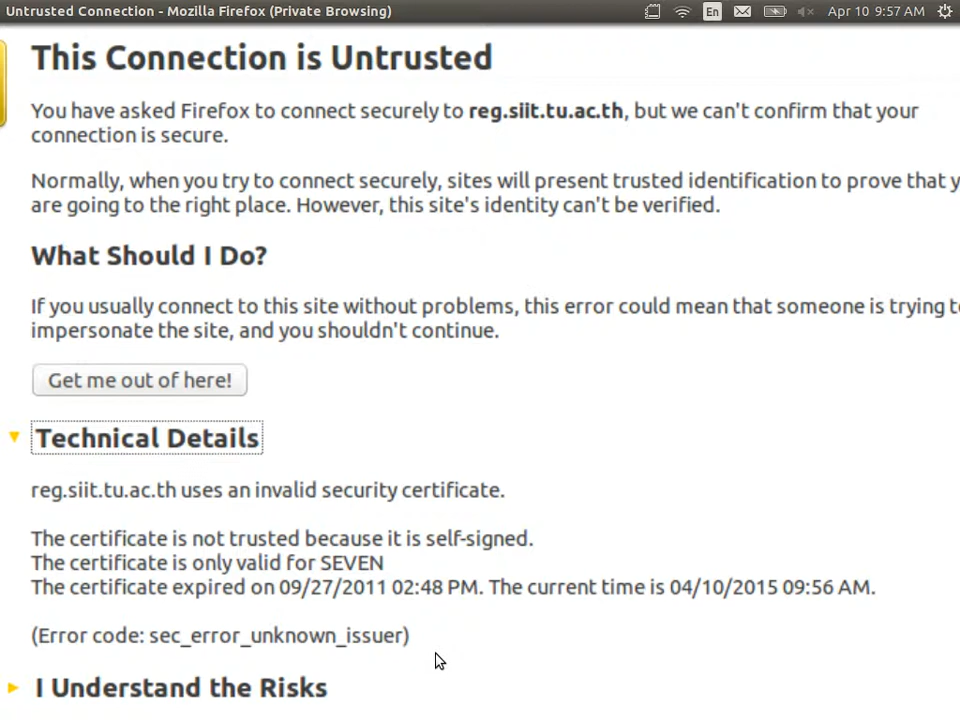 Untrusted Connection - Mozilla Firefox (Private Browsing)
En
Apr 10 9:57 AM
This Connection is Untrusted
You have asked Firefox to connect securely to reg.siit.tu.ac.th, but we can't confirm that your
connection is secure.
Normally, when you try to connect securely, sites will present trusted identification to prove that y
are going to the right place. However, this site's identity can't be verified.
What Should I Do?
If you usually connect to this site without problems, this error could mean that someone is trying to
impersonate the site, and you shouldn't continue.
Get me out of here!
Technical Details
reg.siit.tu.ac.th uses an invalid security certificate.
The certificate is not trusted because it is self-signed.
The certificate is only valid for SEVEN
The certificate expired on 09/27/2011 02:48 PM. The current time is 04/10/2015 09:56 AM.
(Error code: sec_error_unknown_issuer)
I Understand the Risks